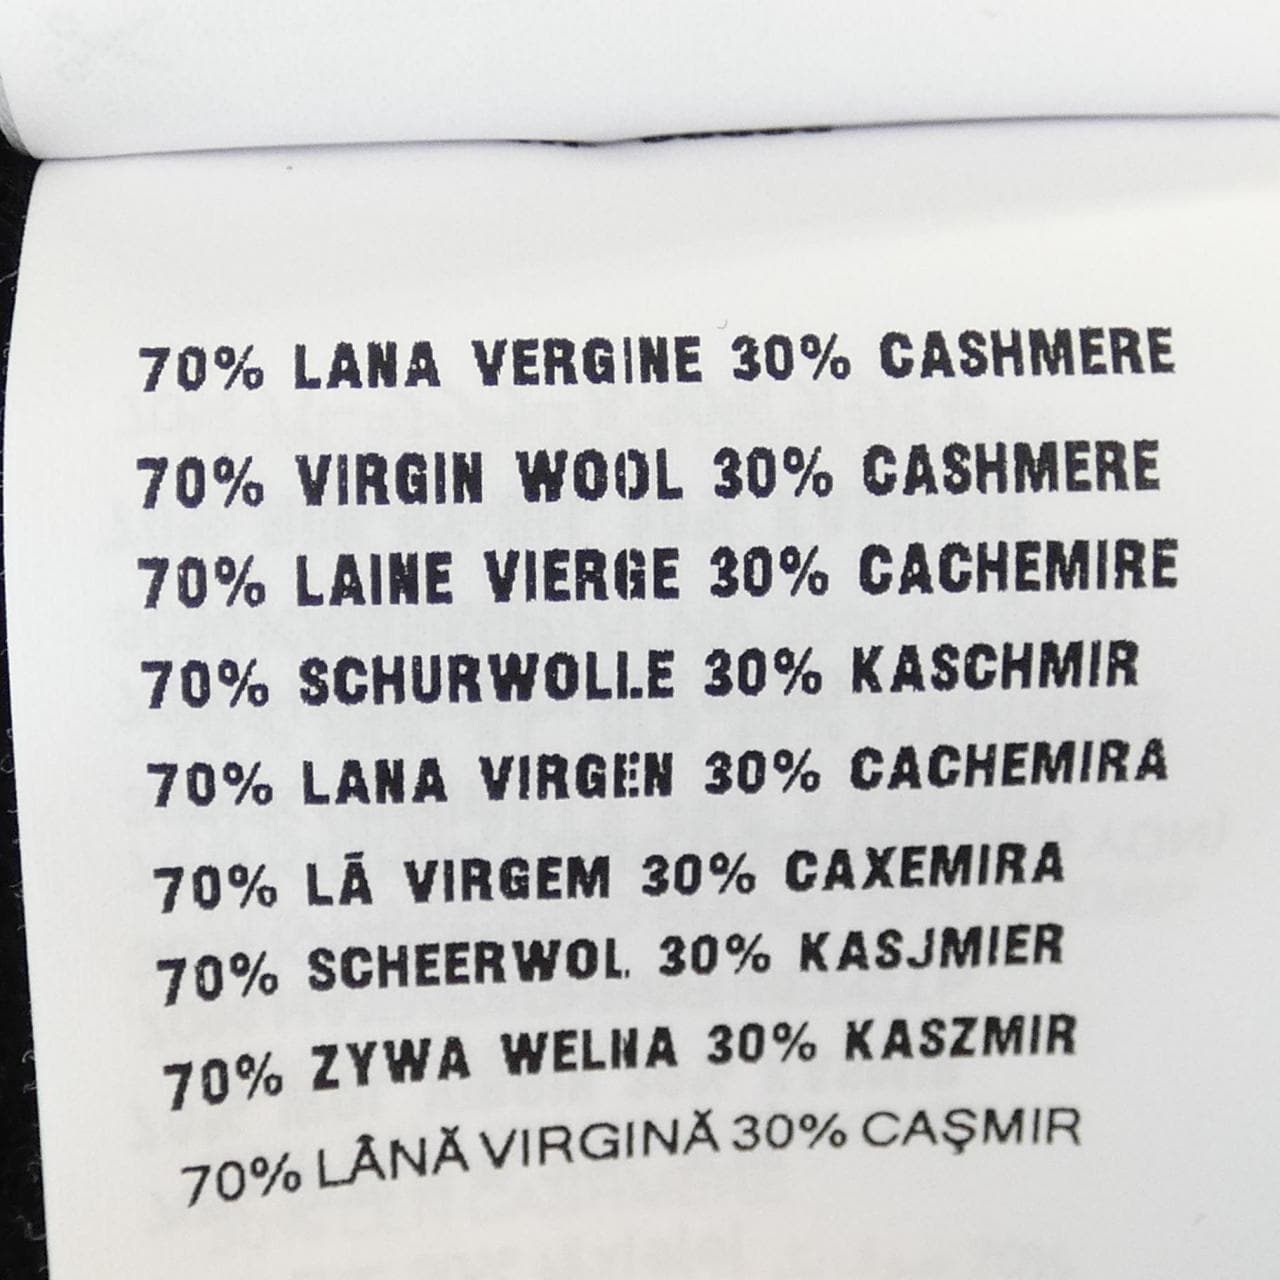 70% LANA VERGINE 30% CASHMERE
70% VIRGIN WOOL 30% CASHMERE
70% LAINE VIERGE 30% CACHEMIRE
70% SCHURWOLLE 30% KASCHMIR
70% LANA VIRGEN 30% CACHEMIRA
70% LÃ VIRGEM 30% CAXEMIRA
70% SCHEERWOL 30% KASJMIER
70% ZYWA WELNA 30% KASZMIR
70% LÂNĂ VIRGINĂ 30% CAŞMIR